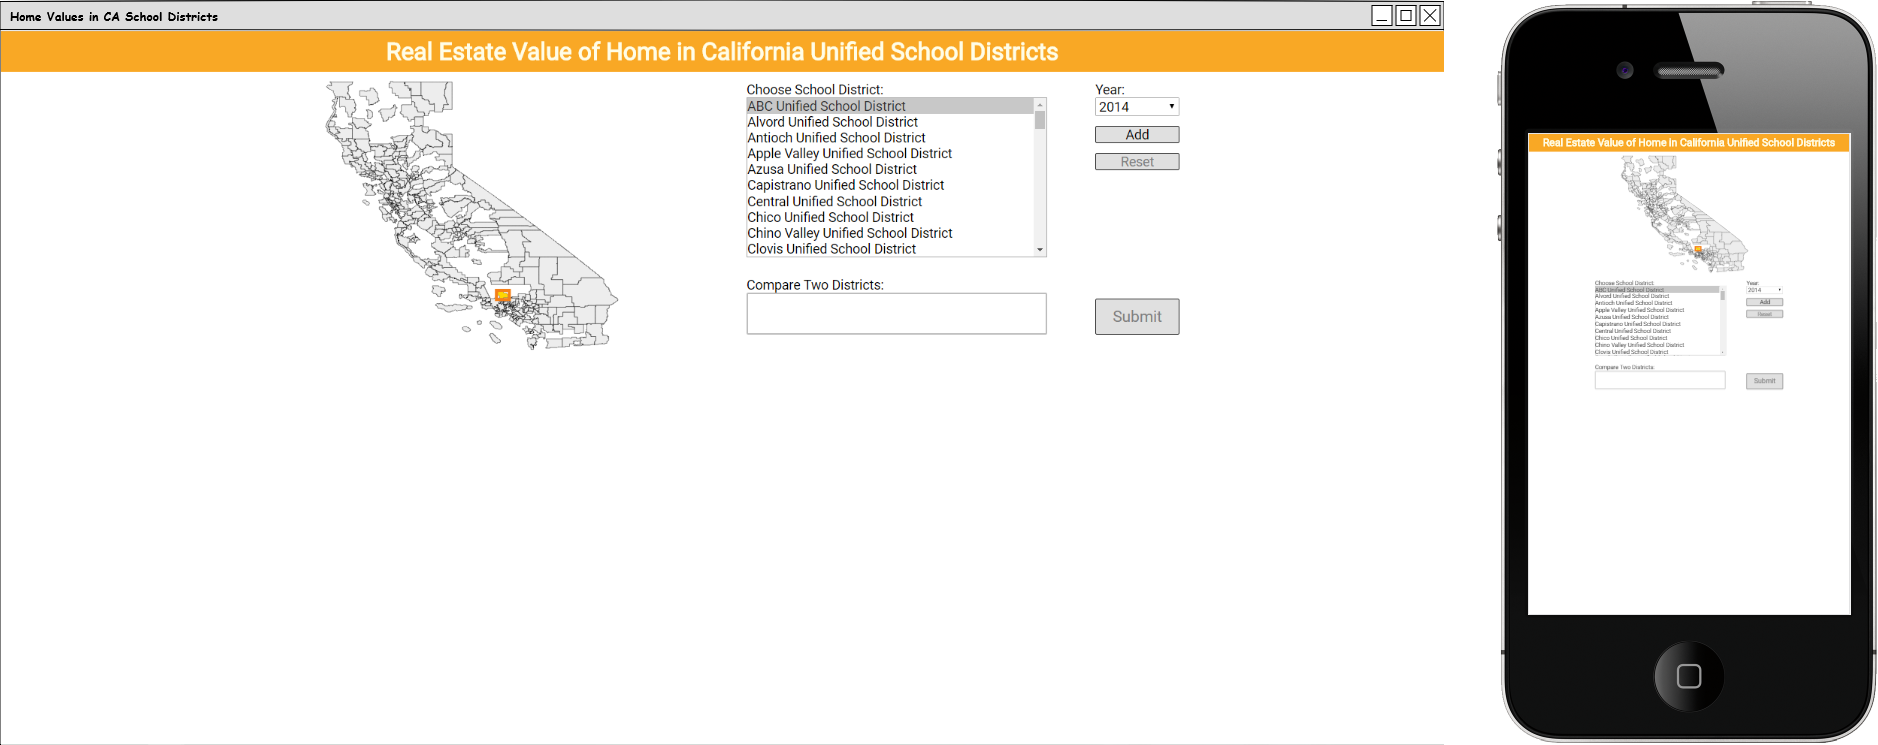 Home Values in CA School Districts
Real Estate Value of Home in California Unified School Districts
Choose School District:
ABC Unified School District
Alvord Unified School District
Antioch Unified School District
Apple Valley Unified School District
Azusa Unified School District
Capistrano Unified School District
Central Unified School District
Chico Unified School District
Chino Valley Unified School District
Clovis Unified School District
Year:
2014
Add
Reset
Compare Two Districts:
Submit
Real Estate Value of Home in California Unified School Districts
Choose School District:
ABC Unified School District
Alvord Unified School District
Antioch Unified School District
Apple Valley Unified School District
Azusa Unified School District
Capistrano Unified School District
Central Unified School District
Chico Unified School District
Chino Valley Unified School District
Clovis Unified School District
Year:
2014
Add
Reset
Compare Two Districts:
Submit